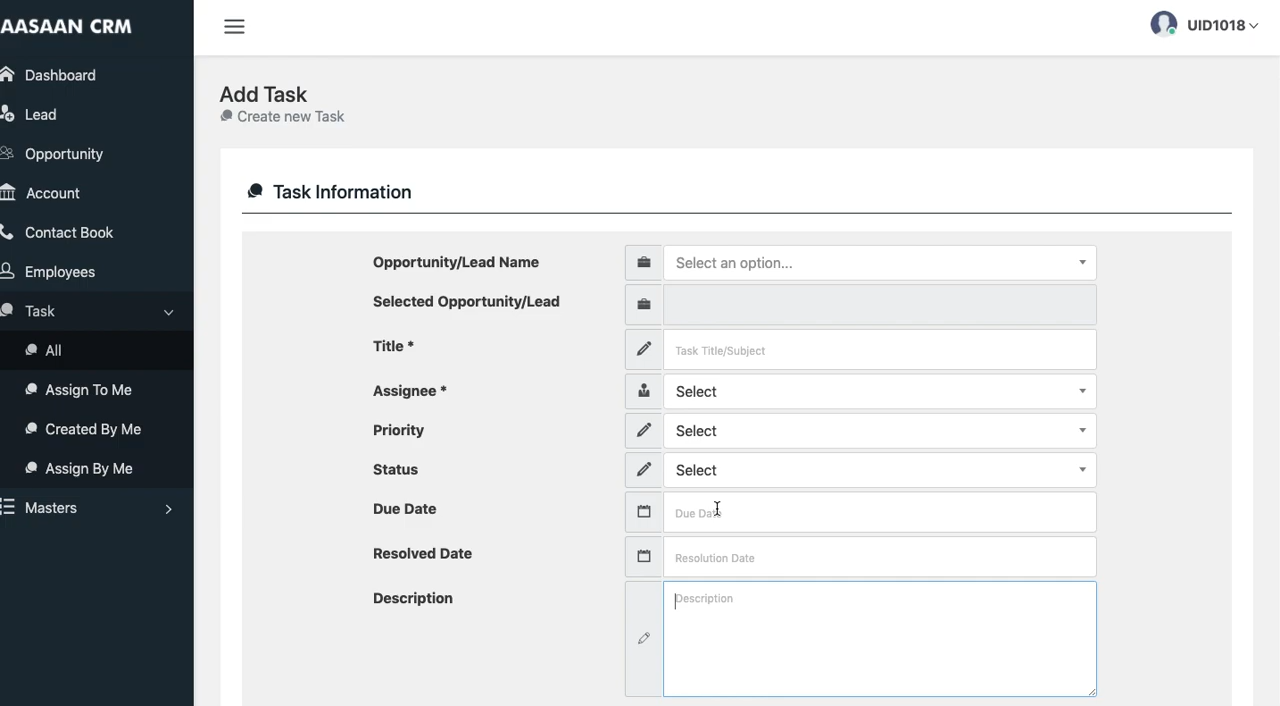 AASAAN CRM
UID1018
Dashboard
Lead
Opportunity
Account
Contact Book
Employees
Task
All
Assign To Me
Created By Me
Assign By Me
Masters
Add Task
Create new Task
Task Information
Opportunity/Lead Name
Select an option...
Selected Opportunity/Lead
Title *
Task Title/Subject
Assignee *
Select
Priority
Select
Status
Select
Due Date
Due Date
Resolved Date
Resolution Date
Description
Description